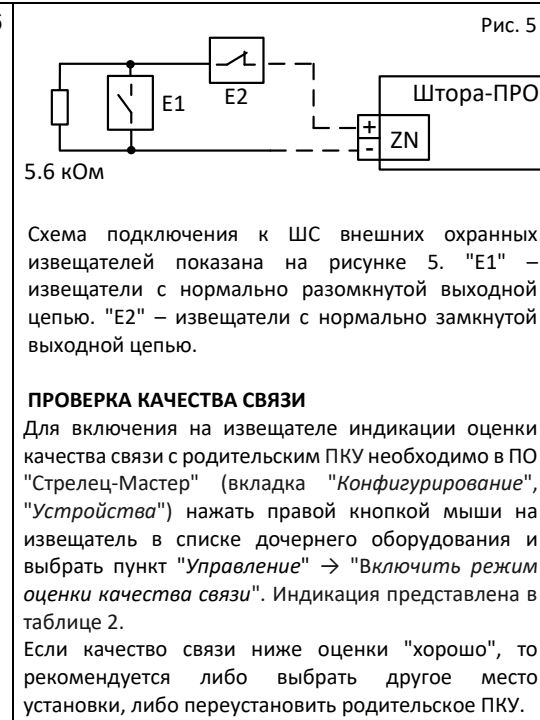 Рис. 5
E1
E2
Штора-ПРО
+
ZN
-
5.6 кОм
Схема подключения к ШС внешних охранных
извещателей показана на рисунке 5. "E1" –
извещатели с нормально разомкнутой выходной
цепью. "E2" – извещатели с нормально замкнутой
выходной цепью.
ПРОВЕРКА КАЧЕСТВА СВЯЗИ
Для включения на извещателе индикации оценки
качества связи с родительским ПКУ необходимо в ПО
"Стрелец-Мастер" (вкладка "Конфигурирование",
"Устройства") нажать правой кнопкой мыши на
извещатель в списке дочернего оборудования и
выбрать пункт "Управление" → "Включить режим
оценки качества связи". Индикация представлена в
таблице 2.
Если качество связи ниже оценки "хорошо", то
рекомендуется либо выбрать другое место
установки, либо переустановить родительское ПКУ.